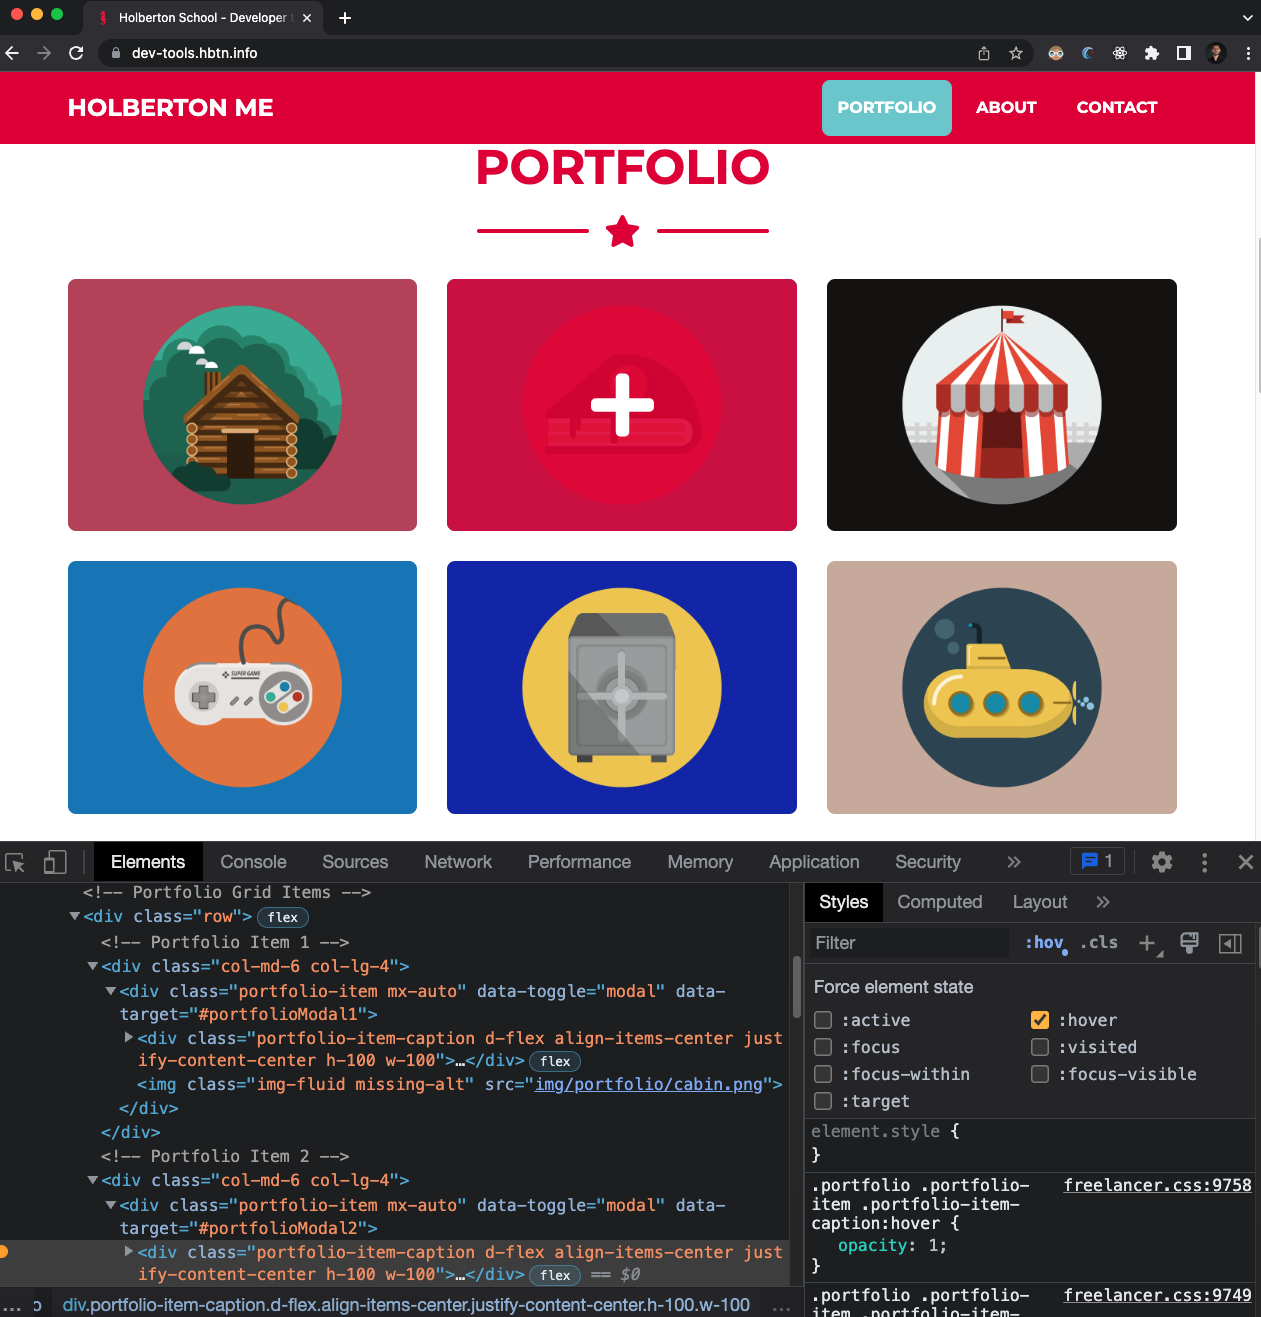 Holberton School - Developer t
dev-tools.hbtn.info
HOLBERTON ME
PORTFOLIO
ABOUT
CONTACT
PORTFOLIO
SUPER GAME
Elements
Console
Sources
Network
Performance
Memory
Application
Security
1
<!-- Portfolio Grid Items -->
<div class="row"> flex
<!-- Portfolio Item 1 -->
<div class="col-md-6 col-lg-4">
<div class="portfolio-item mx-auto" data-toggle="modal" data-
target="#portfolioModal1">
<div class="portfolio-item-caption d-flex align-items-center just
ify-content-center h-100 w-100">…</div> flex
<img class="img-fluid missing-alt" src="img/portfolio/cabin.png">
</div>
</div>
<!-- Portfolio Item 2 -->
<div class="col-md-6 col-lg-4">
<div class="portfolio-item mx-auto" data-toggle="modal" data-
target="#portfolioModal2">
<div class="portfolio-item-caption d-flex align-items-center just
ify-content-center h-100 w-100">…</div> flex == $0
... o div.portfolio-item-caption.d-flex.align-items-center.justify-content-center.h-100.w-100 ...
Styles
Computed
Layout
Filter
:hov
.cls
Force element state
:active
:hover
:focus
:visited
:focus-within
:focus-visible
:target
element.style {
}
.portfolio .portfolio- freelancer.css:9758
item .portfolio-item-
caption:hover {
opacity: 1;
}
.portfolio .portfolio- freelancer.css:9749
item .portfolio-item-